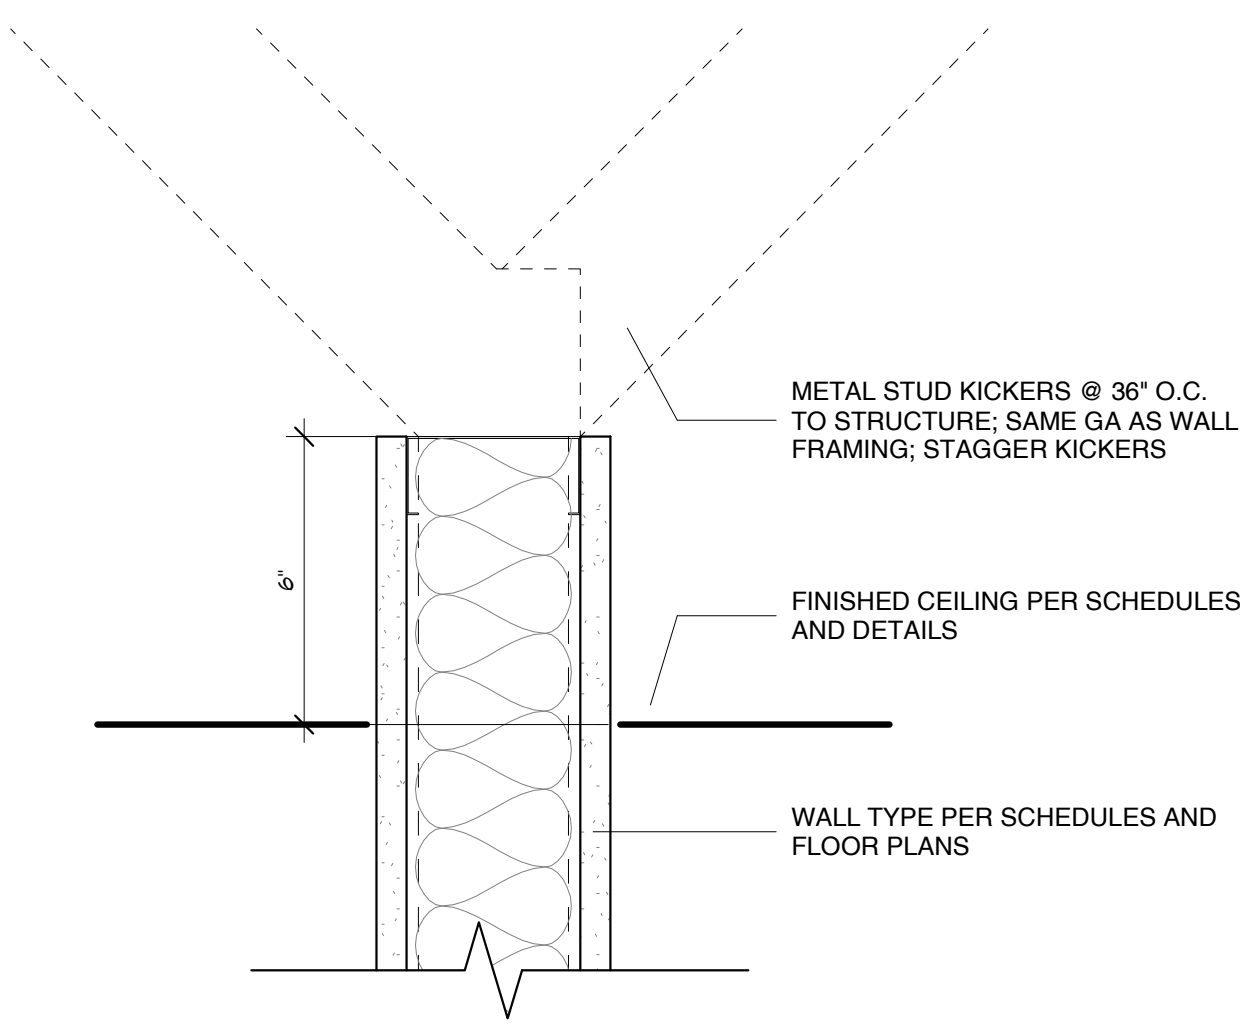 METAL STUD KICKERS @ 36" O.C.
TO STRUCTURE; SAME GA AS WALL
FRAMING; STAGGER KICKERS
6"
FINISHED CEILING PER SCHEDULES
AND DETAILS
WALL TYPE PER SCHEDULES AND
FLOOR PLANS